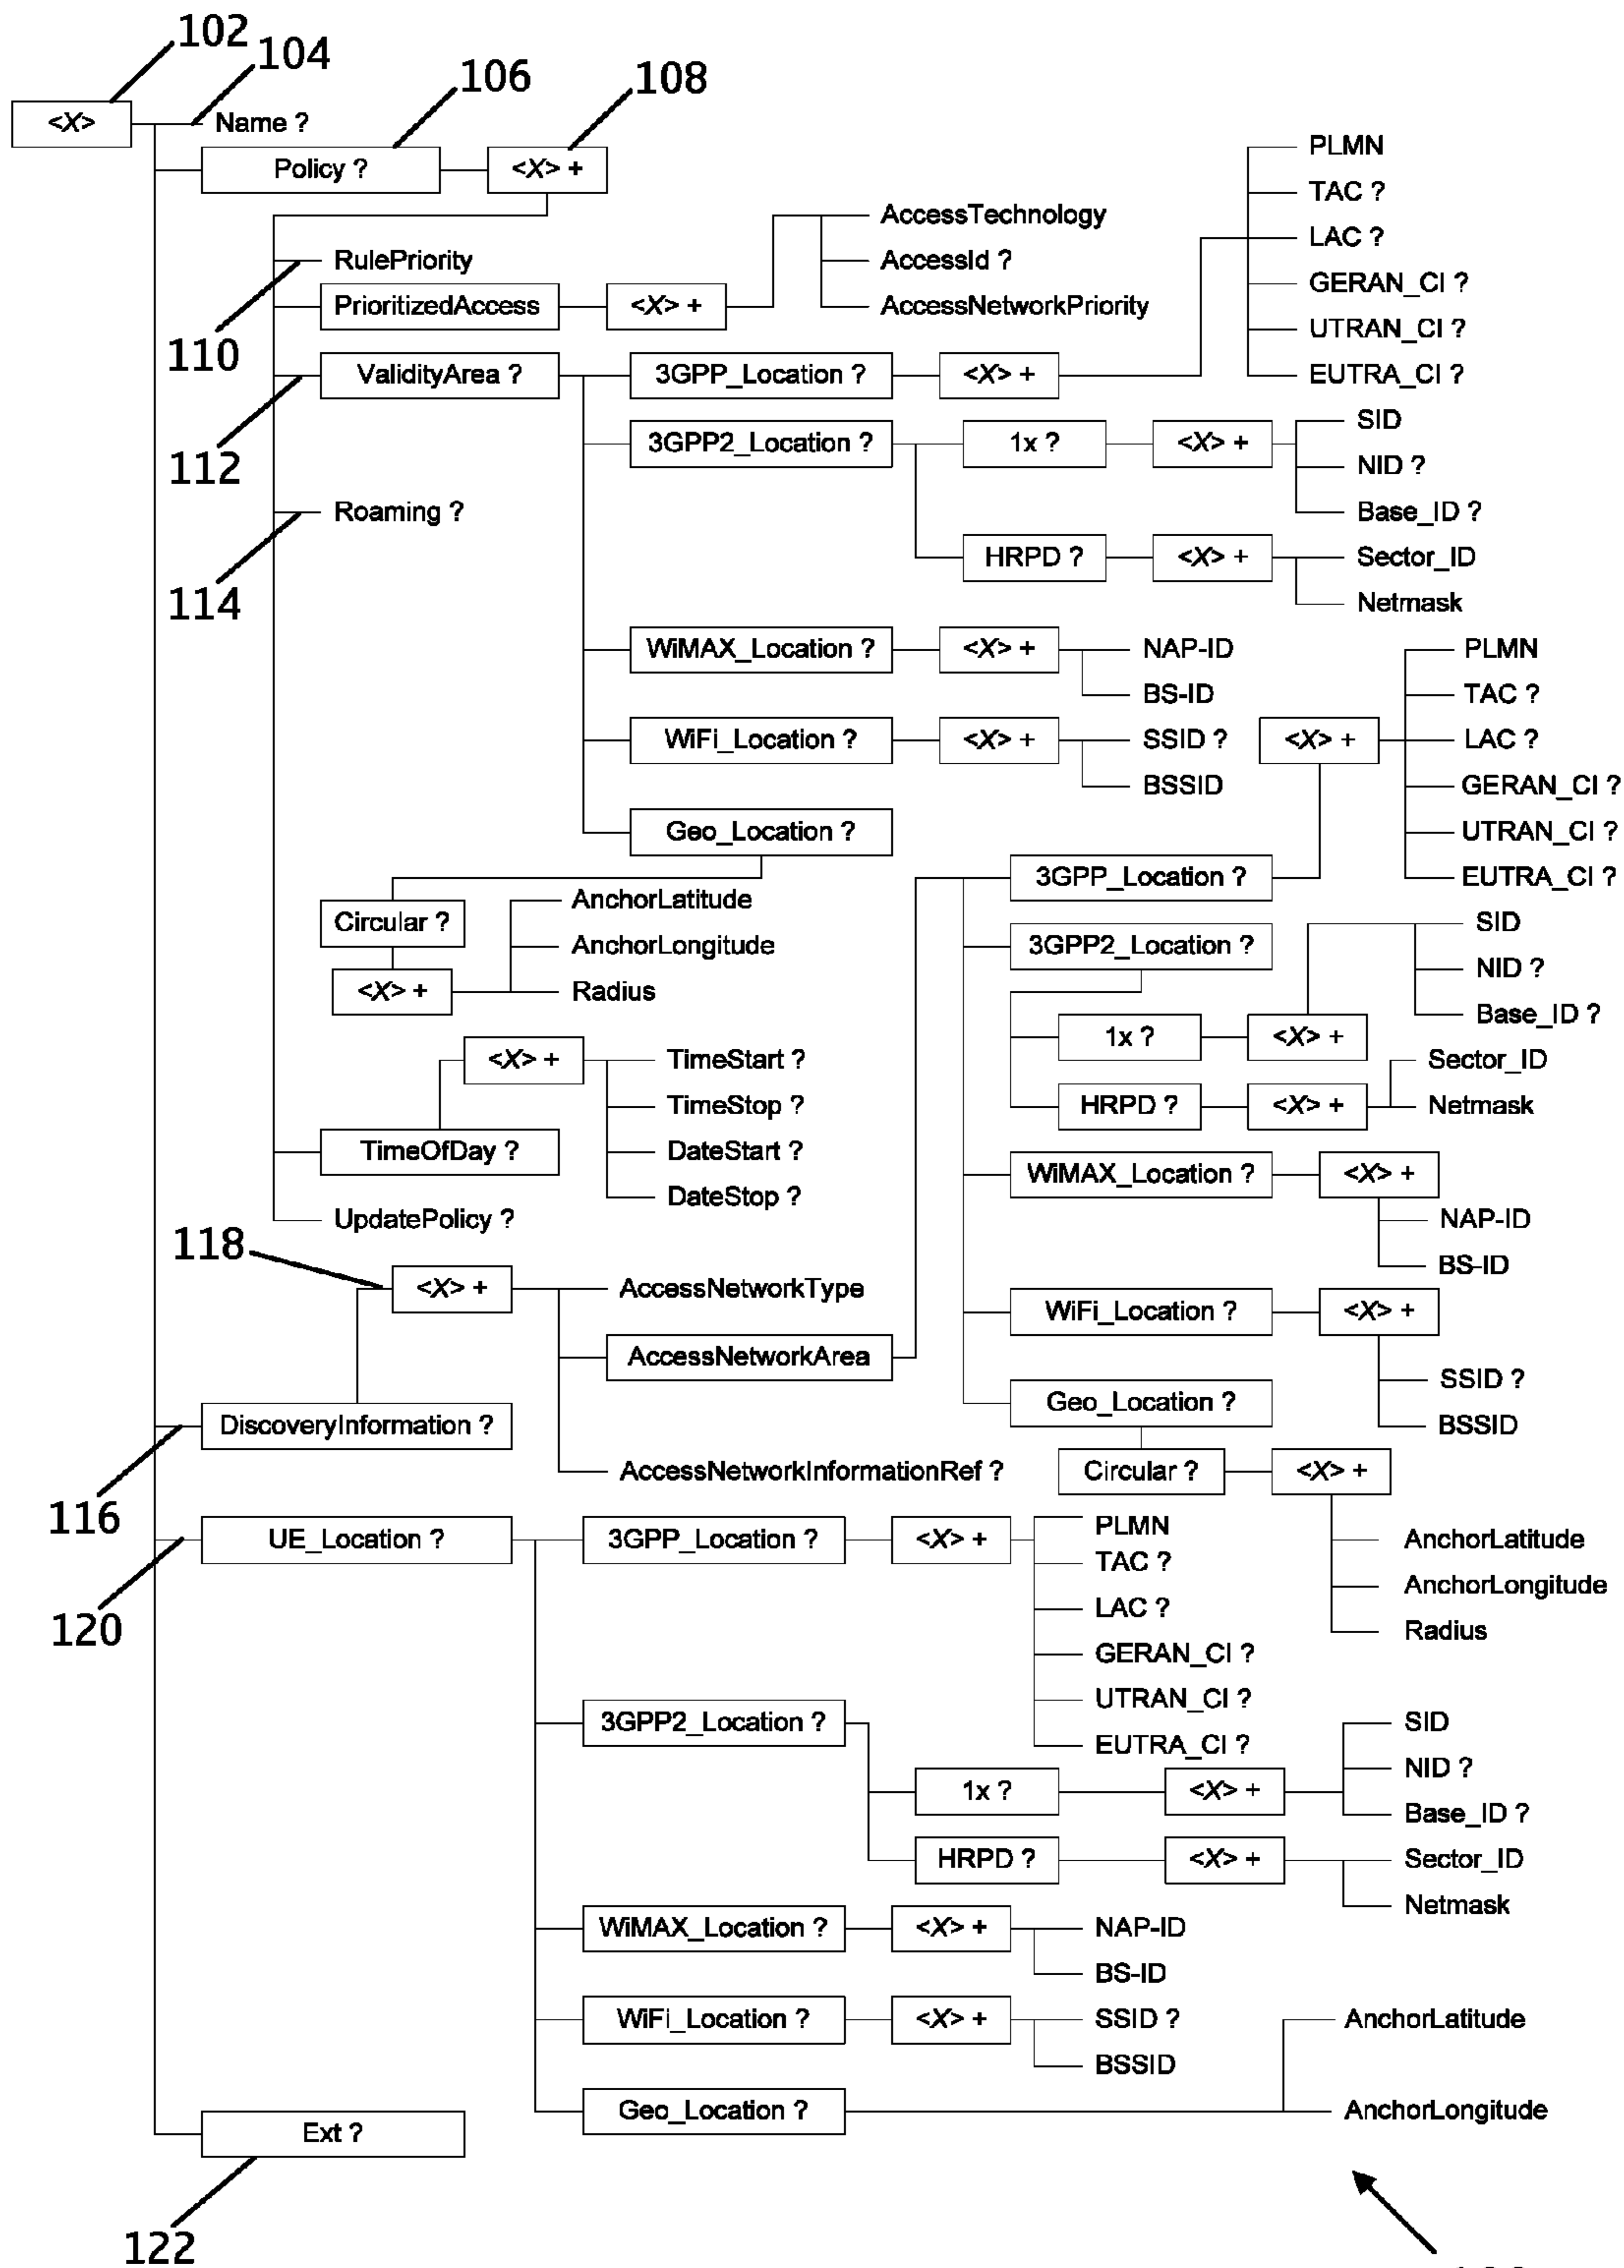 102
104
106
108
<X>
Name ?
Policy ?
<X> +
PLMN
TAC ?
LAC ?
GERAN_CI ?
UTRAN_CI ?
EUTRA_CI ?
AccessTechnology
AccessId ?
AccessNetworkPriority
RulePriority
PrioritizedAccess
<X> +
110
ValidityArea ?
3GPP_Location ?
<X> +
112
3GPP2_Location ?
1x ?
<X> +
SID
NID ?
Base_ID ?
Roaming ?
114
HRPD ?
<X> +
Sector_ID
Netmask
WiMAX_Location ?
<X> +
NAP-ID
BS-ID
WiFi_Location ?
<X> +
SSID ?
BSSID
<X> +
PLMN
TAC ?
LAC ?
GERAN_CI ?
UTRAN_CI ?
EUTRA_CI ?
Geo_Location ?
3GPP_Location ?
Circular ?
<X> +
AnchorLatitude
AnchorLongitude
Radius
3GPP2_Location ?
SID
NID ?
Base_ID ?
1x ?
<X> +
Sector_ID
Netmask
HRPD ?
<X> +
<X> +
TimeStart ?
TimeStop ?
DateStart ?
DateStop ?
TimeOfDay ?
UpdatePolicy ?
WiMAX_Location ?
<X> +
NAP-ID
BS-ID
118
<X> +
AccessNetworkType
AccessNetworkArea
WiFi_Location ?
<X> +
SSID ?
BSSID
DiscoveryInformation ?
116
Geo_Location ?
AccessNetworkInformationRef ?
Circular ?
<X> +
AnchorLatitude
AnchorLongitude
Radius
UE_Location ?
120
3GPP_Location ?
<X> +
PLMN
TAC ?
LAC ?
GERAN_CI ?
UTRAN_CI ?
EUTRA_CI ?
3GPP2_Location ?
1x ?
<X> +
SID
NID ?
Base_ID ?
HRPD ?
<X> +
Sector_ID
Netmask
WiMAX_Location ?
<X> +
NAP-ID
BS-ID
WiFi_Location ?
<X> +
SSID ?
BSSID
Geo_Location ?
AnchorLatitude
AnchorLongitude
Ext ?
122